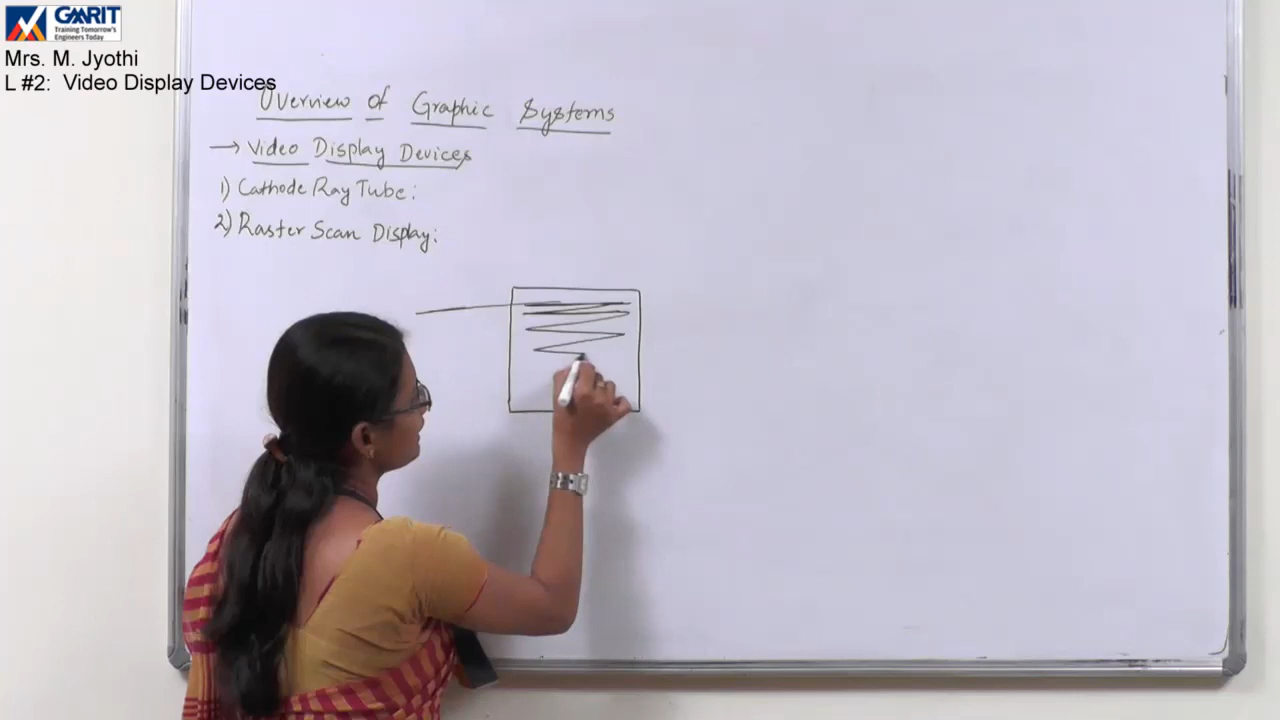 GMRIT
Training Tomorrow's
Engineers Today
Mrs. M. Jyothi
L #2: Video Display Devices
Overview of Graphic Systems
→ Video Display Devices
1) Cathode Ray Tube:
2) Raster Scan Display: